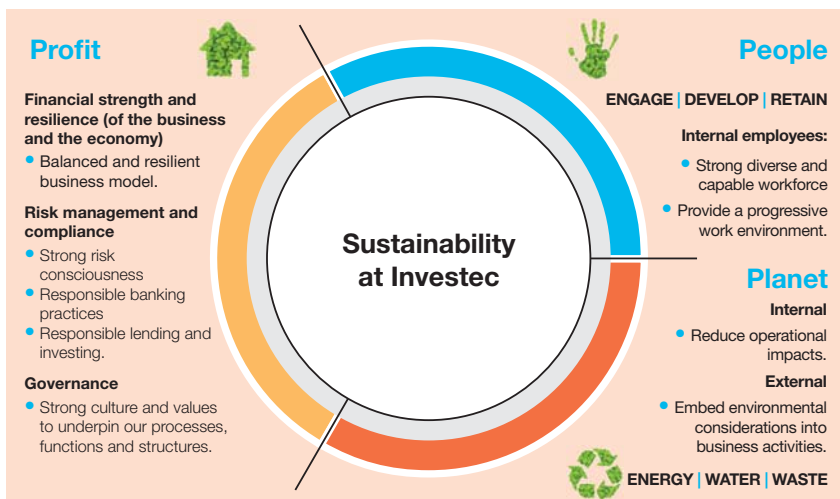 Profit
Financial strength and
resilience (of the business
and the economy)
• Balanced and resilient
business model.
Risk management and
compliance
• Strong risk
consciousness
• Responsible banking
practices
• Responsible lending and
investing.
Governance
• Strong culture and values
to underpin our processes,
functions and structures.
Sustainability
at Investec
People
ENGAGE | DEVELOP | RETAIN
Internal employees:
• Strong diverse and
capable workforce
• Provide a progressive
work environment.
Planet
Internal
• Reduce operational
impacts.
External
• Embed environmental
considerations into
business activities.
ENERGY | WATER | WASTE